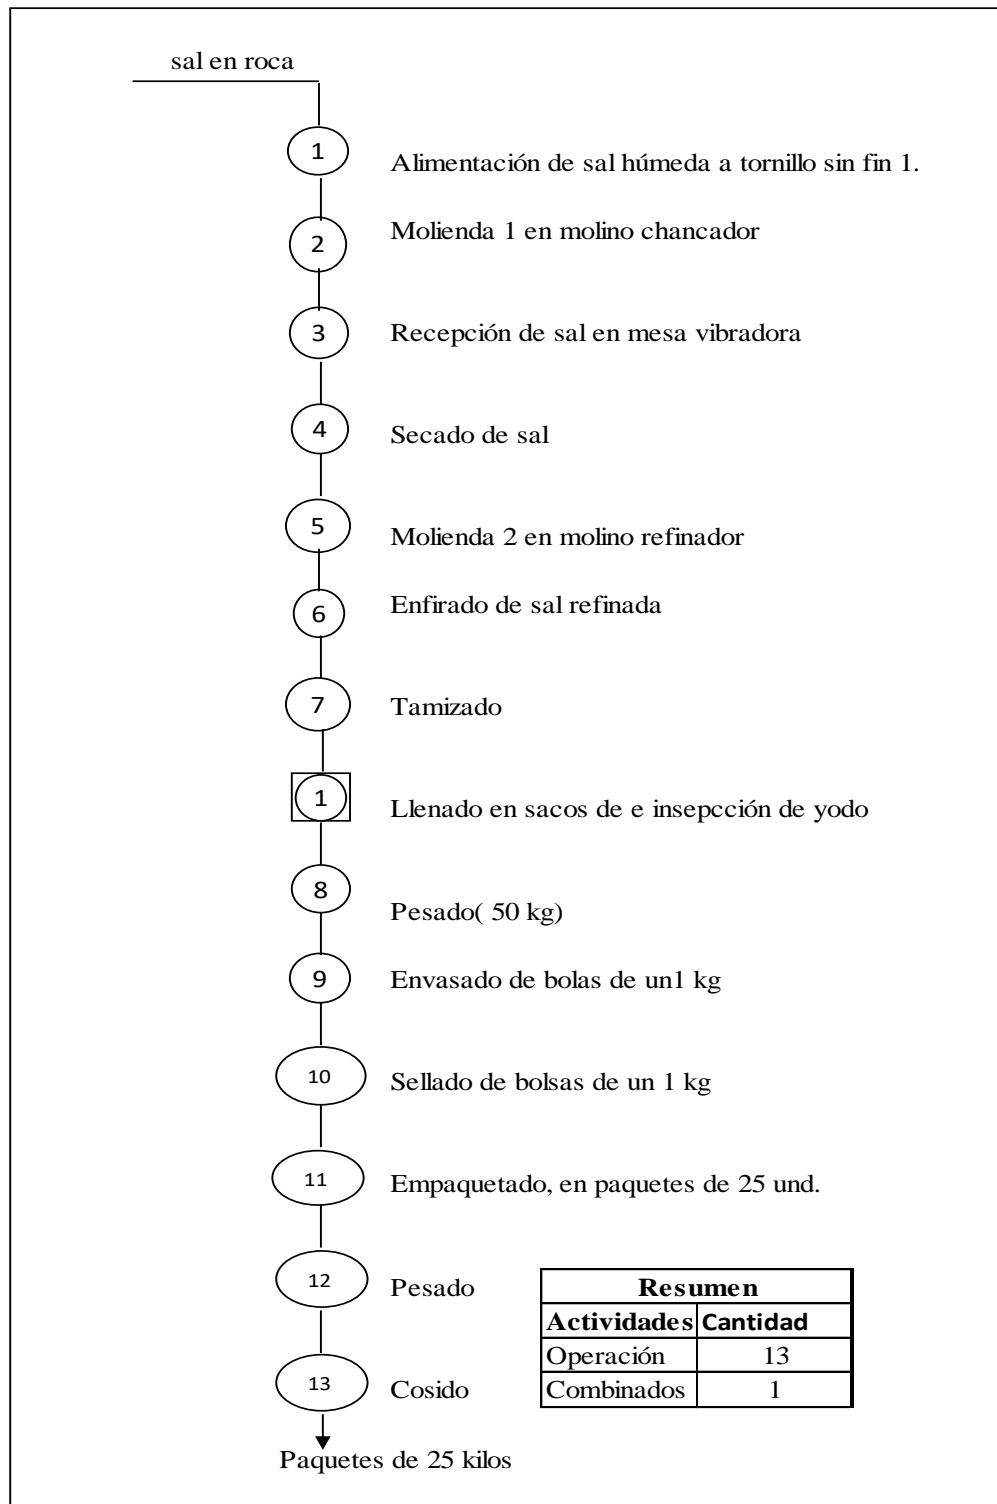 sal en roca
1 Alimentación de sal húmeda a tornillo sin fin 1.
2 Molienda 1 en molino chancador
3 Recepción de sal en mesa vibradora
4 Secado de sal
5 Molienda 2 en molino refinador
6 Enfirado de sal refinada
7 Tamizado
1 Llenado en sacos de e insepcción de yodo
8 Pesado( 50 kg)
9 Envasado de bolas de un1 kg
10 Sellado de bolsas de un 1 kg
11 Empaquetado, en paquetes de 25 und.
12 Pesado
13 Cosido
Paquetes de 25 kilos
Resumen
Actividades Cantidad
Operación 13
Combinados 1